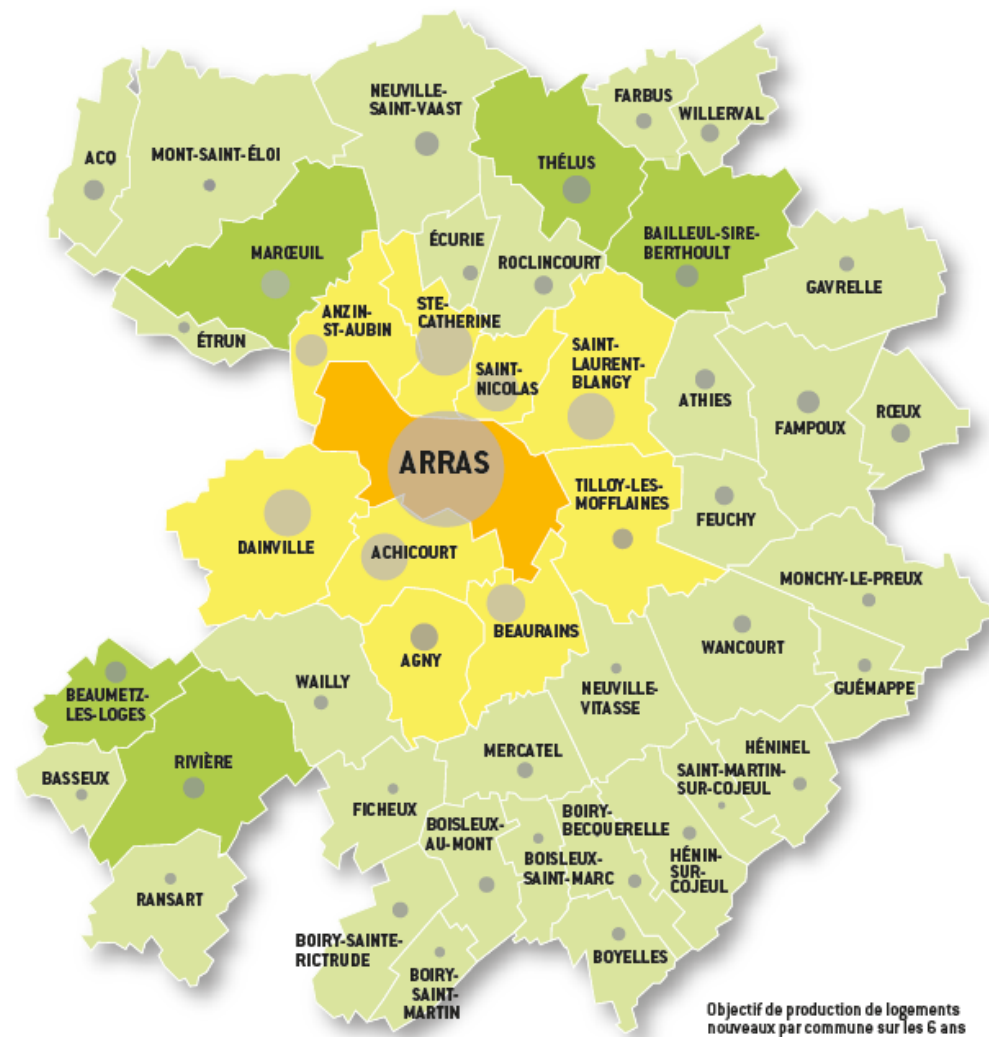 NEUVILLE-
SAINT-VAAST
FARBUS
WILLERVAL
ACQ
MONT-SAINT-ÉLOI
THÉLUS
BAILLEUL-SIRE-
BERTHOULT
MARŒUIL
ÉCURIE
ROCLINCOURT
GAVRELLE
ÉTRUN
ANZIN-
ST-AUBIN
STE-
CATHERINE
SAINT-
NICOLAS
SAINT-
LAURENT-
BLANGY
ATHIES
FAMPOUX
RŒUX
ARRAS
TILLOY-LES-
MOFFLAINES
FEUCHY
DAINVILLE
ACHICOURT
MONCHY-LE-PREUX
BEAURAINS
AGNY
WANCOURT
GUÉMAPPE
BEAUMETZ-
LES-LOGES
WAILLY
NEUVILLE-
VITASSE
BASSEUX
RIVIÈRE
MERCATEL
HÉNINEL
SAINT-MARTIN-
SUR-COJEUL
FICHEUX
BOISLEUX-
AU-MONT
BOIRY-
BECQUERELLE
BOISLEUX-
SAINT-MARC
HÉNIN-
SUR-
COJEUL
RANSART
BOIRY-SAINTE-
RICTRUDE
BOIRY-
SAINT-
MARTIN
BOYELLES
Objectif de production de logements
nouveaux par commune sur les 6 ans